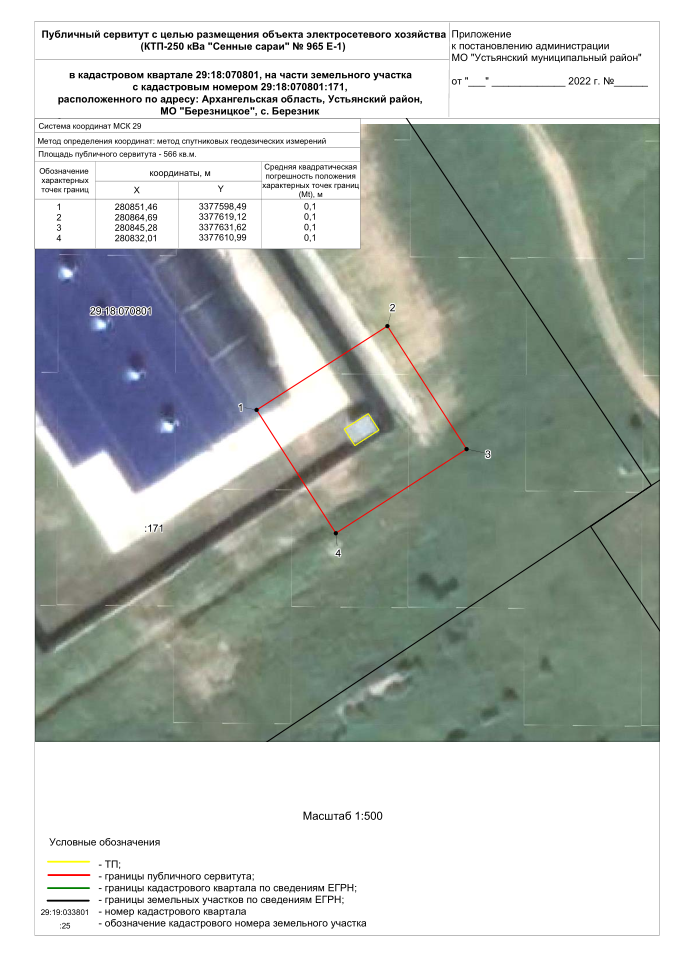 Публичный сервитут с целью размещения объекта электросетевого хозяйства
(КТП-250 кВа "Сенные сараи" № 965 Е-1)
в кадастровом квартале 29:18:070801, на части земельного участка
с кадастровым номером 29:18:070801:171,
расположенного по адресу: Архангельская область, Устьянский район,
МО "Березницкое", с. Березник
Приложение
к постановлению администрации
МО "Устьянский муниципальный район"
от "___" _____________ 2022 г. №______
Система координат МСК 29
Метод определения координат: метод спутниковых геодезических измерений
Площадь публичного сервитута - 566 кв.м.
Обозначение характерных точек границ
координаты, м
X
Y
Средняя квадратическая погрешность положения характерных точек границ (Mt), м
1 280851,46 3377598,49 0,1
2 280864,69 3377619,12 0,1
3 280845,28 3377631,62 0,1
4 280832,01 3377610,99 0,1
29:18:070801
2
1
3
:171
4
Масштаб 1:500
Условные обозначения
- ТП;
- границы публичного сервитута;
- границы кадастрового квартала по сведениям ЕГРН;
- границы земельных участков по сведениям ЕГРН;
29:19:033801 - номер кадастрового квартала
:25 - обозначение кадастрового номера земельного участка